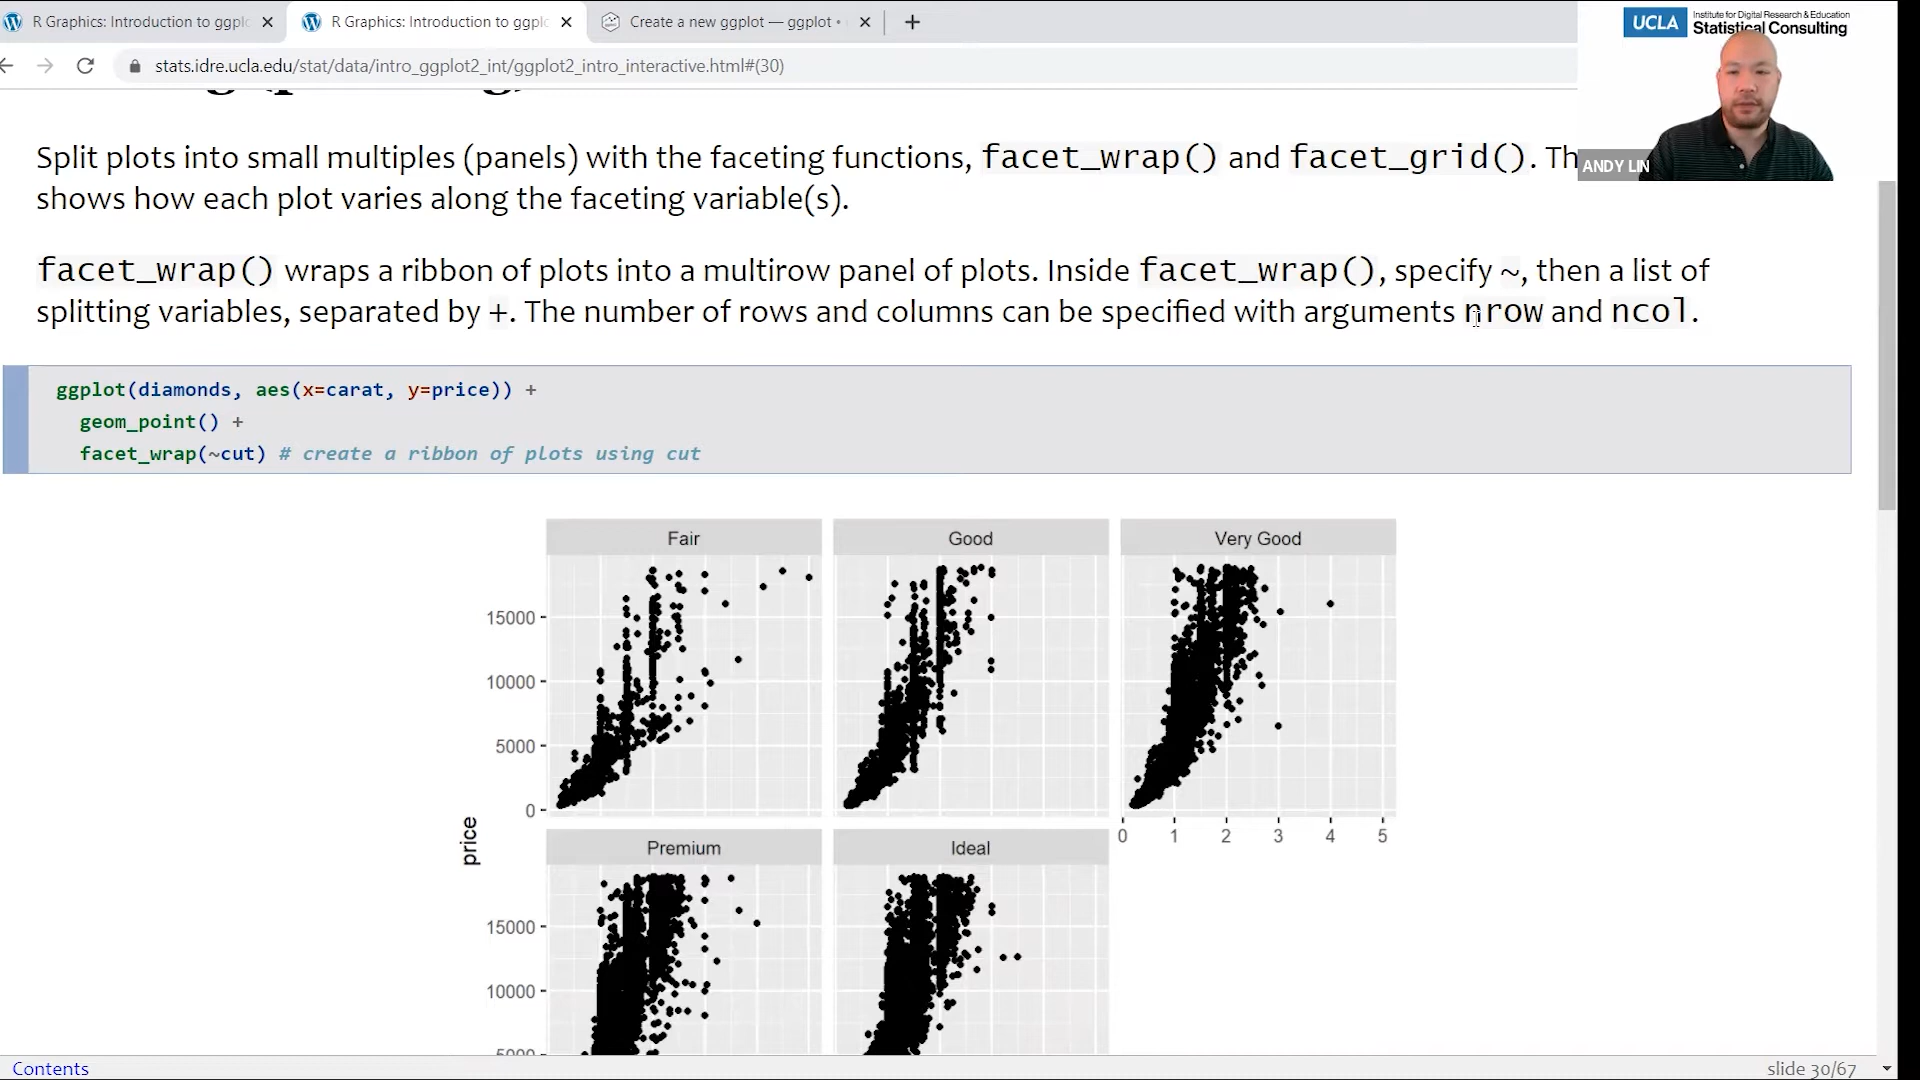 R Graphics: Introduction to ggpl
R Graphics: Introduction to ggplo
Create a new ggplot — ggplot •
UCLA Institute for Digital Research & Education
Statistical Consulting
stats.idre.ucla.edu/stat/data/intro_ggplot2_int/ggplot2_intro_interactive.html#(30)
ANDY LIN
Split plots into small multiples (panels) with the faceting functions, facet_wrap() and facet_grid(). Th
shows how each plot varies along the faceting variable(s).
facet_wrap() wraps a ribbon of plots into a multirow panel of plots. Inside facet_wrap(), specify ~, then a list of
splitting variables, separated by +. The number of rows and columns can be specified with arguments nrow and ncol.
ggplot(diamonds, aes(x=carat, y=price)) +
geom_point() +
facet_wrap(~cut) # create a ribbon of plots using cut
Fair Good Very Good
15000
10000
5000
0
0 1 2 3 4 5
price
Premium Ideal
15000
10000
5000
Contents
slide 30/67